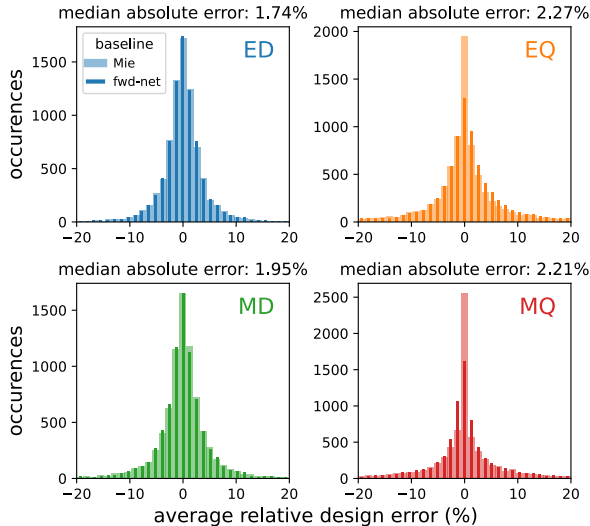 median absolute error: 1.74%
median absolute error: 2.27%
occurences
1500
1000
500
0
baseline
Mie
fwd-net
ED
−20
−10
0
10
20
2000
1500
1000
500
0
EQ
−20
−10
0
10
20
median absolute error: 1.95%
median absolute error: 2.21%
occurences
1500
1000
500
0
MD
−20
−10
0
10
20
2500
2000
1500
1000
500
0
MQ
−20
−10
0
10
20
average relative design error (%)